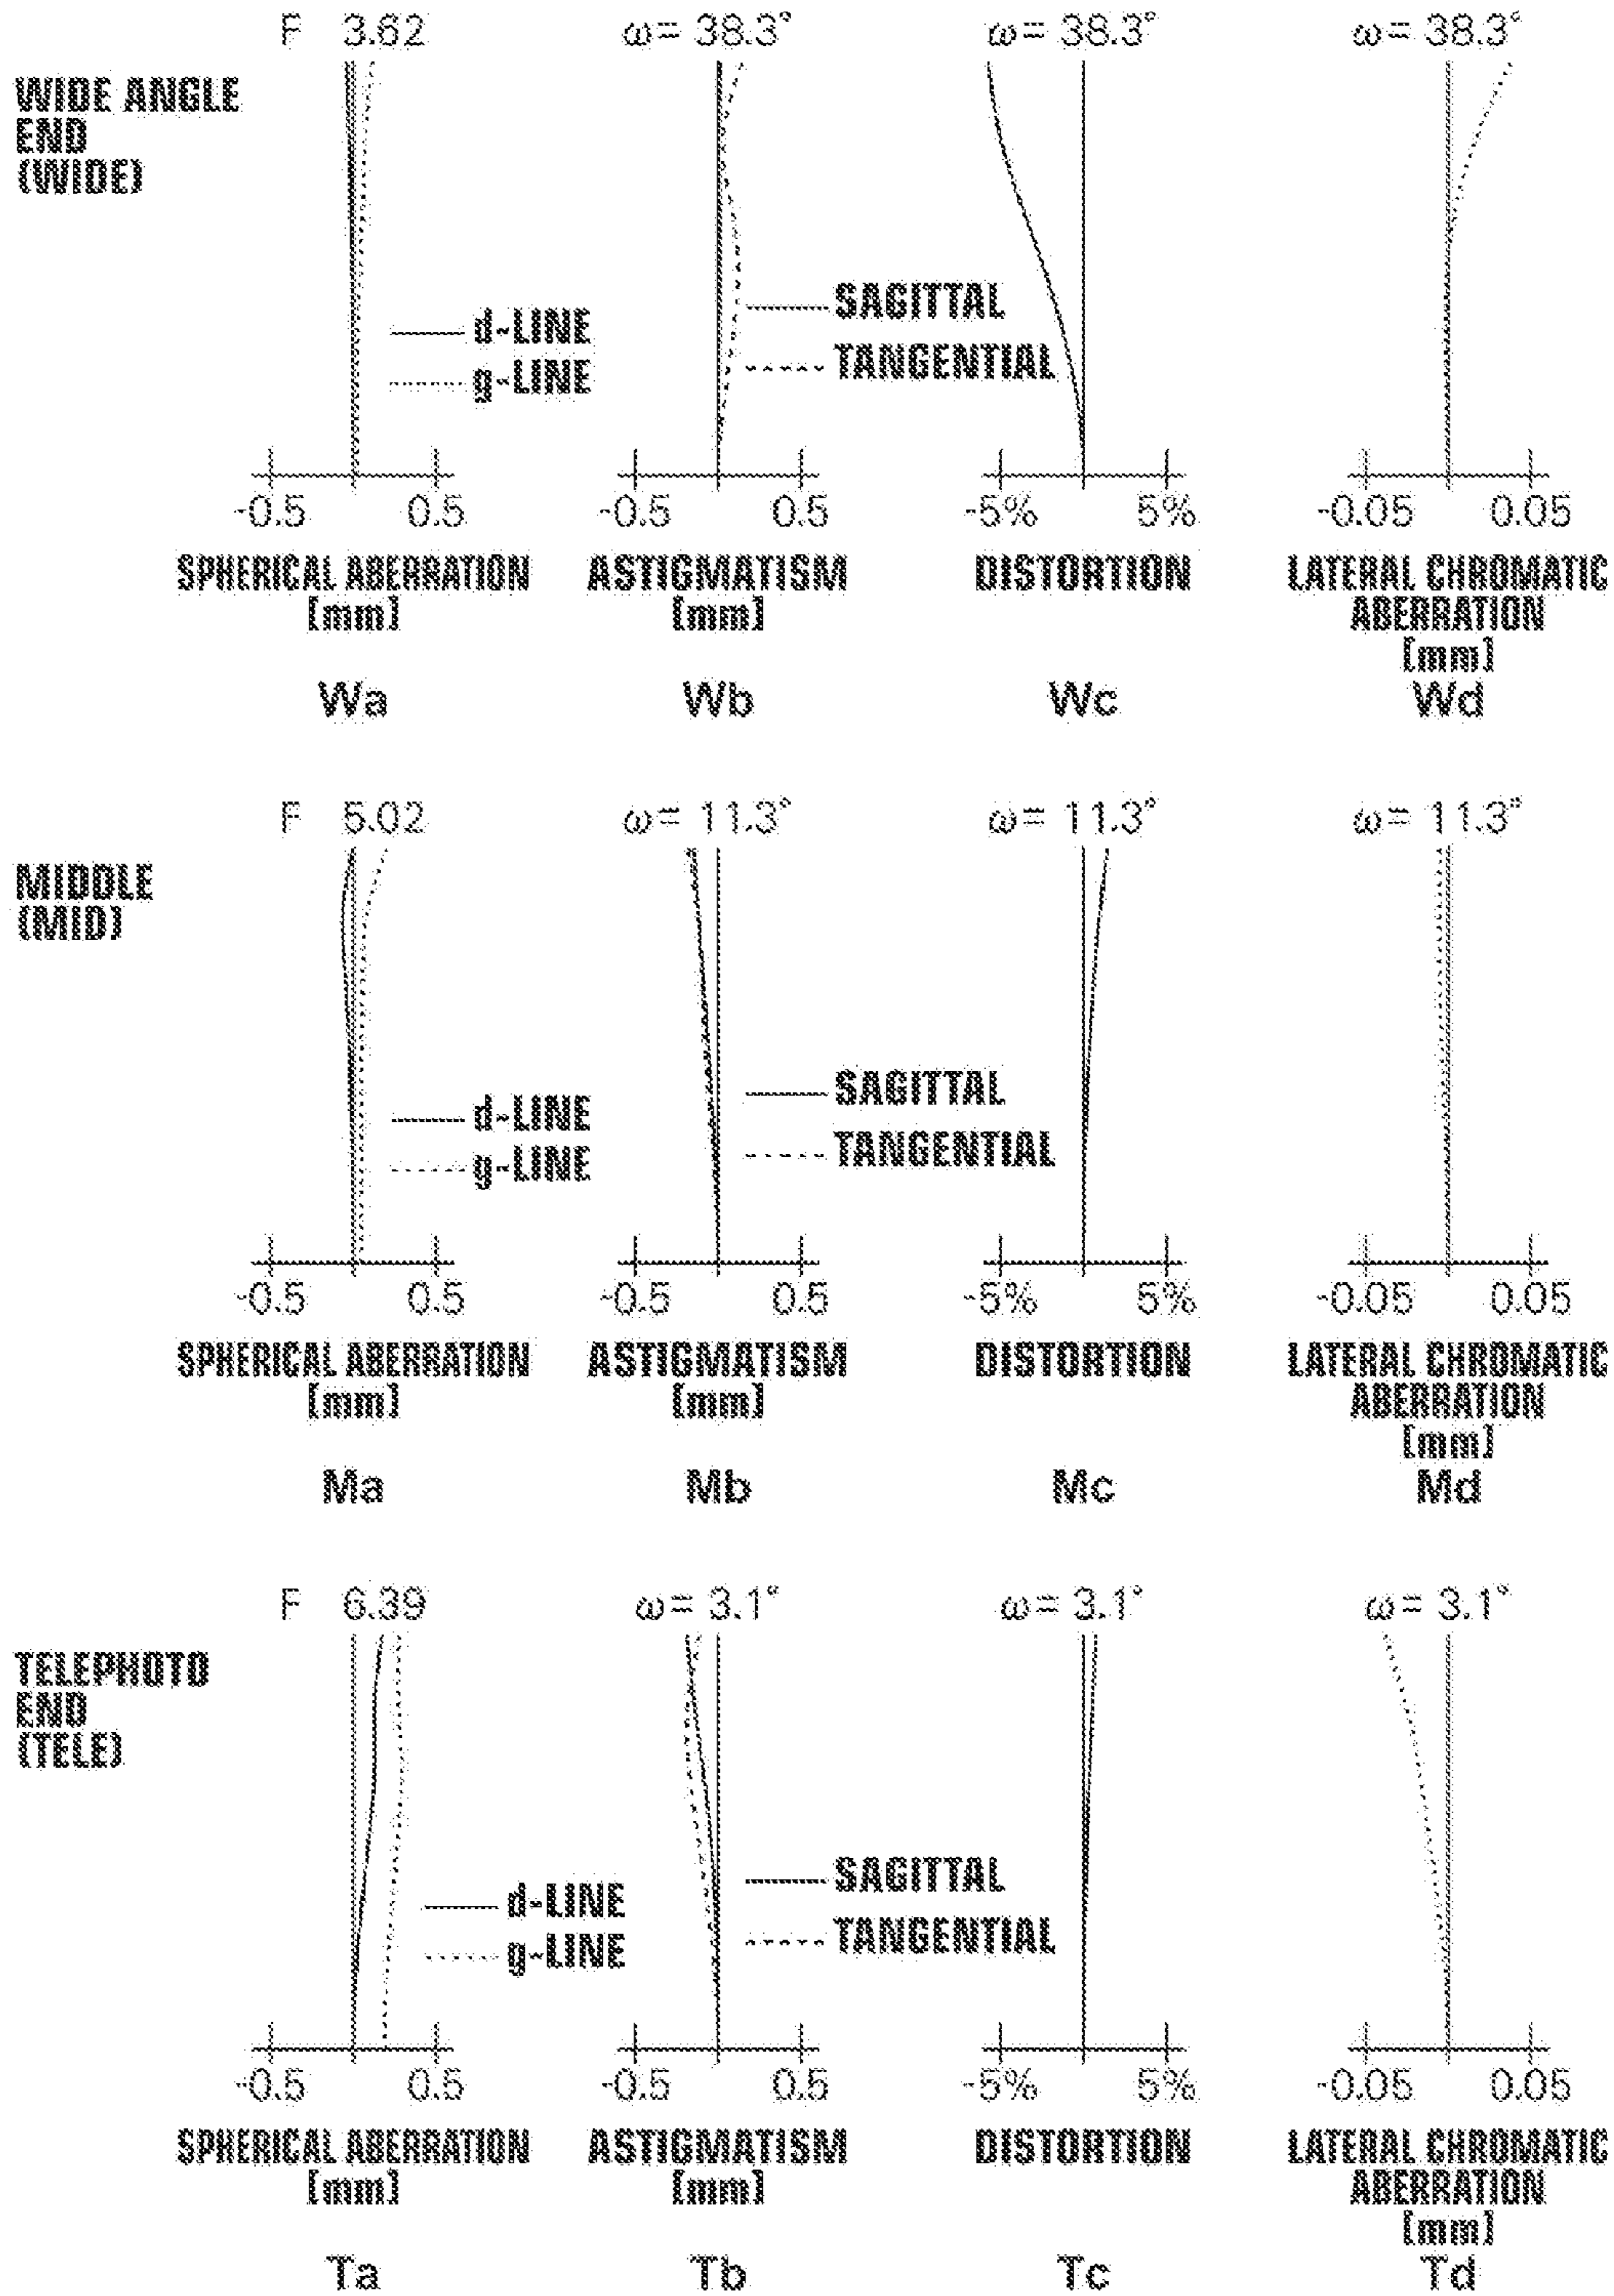 F 3.62 ω= 38.3° ω= 38.3° ω= 38.3°
WIDE ANGLE
END
(WIDE)
SAGITTAL
d-LINE
TANGENTIAL
g-LINE
-0.5 0.5 -0.5 0.5 -5% 5% -0.05 0.05
SPHERICAL ABERRATION ASTIGMATISM DISTORTION LATERAL CHROMATIC
[mm] [mm] ABERRATION
[mm]
Wa Wb Wc Wd
F 5.02 ω= 11.3° ω= 11.3° ω= 11.3°
MIDDLE
(MID)
SAGITTAL
d-LINE
TANGENTIAL
g-LINE
-0.5 0.5 -0.5 0.5 -5% 5% -0.05 0.05
SPHERICAL ABERRATION ASTIGMATISM DISTORTION LATERAL CHROMATIC
[mm] [mm] ABERRATION
[mm]
Ma Mb Mc Md
F 6.39 ω= 3.1° ω= 3.1° ω= 3.1°
TELEPHOTO
END
(TELE)
SAGITTAL
d-LINE
TANGENTIAL
g-LINE
-0.5 0.5 -0.5 0.5 -5% 5% -0.05 0.05
SPHERICAL ABERRATION ASTIGMATISM DISTORTION LATERAL CHROMATIC
[mm] [mm] ABERRATION
[mm]
Ta Tb Tc Td